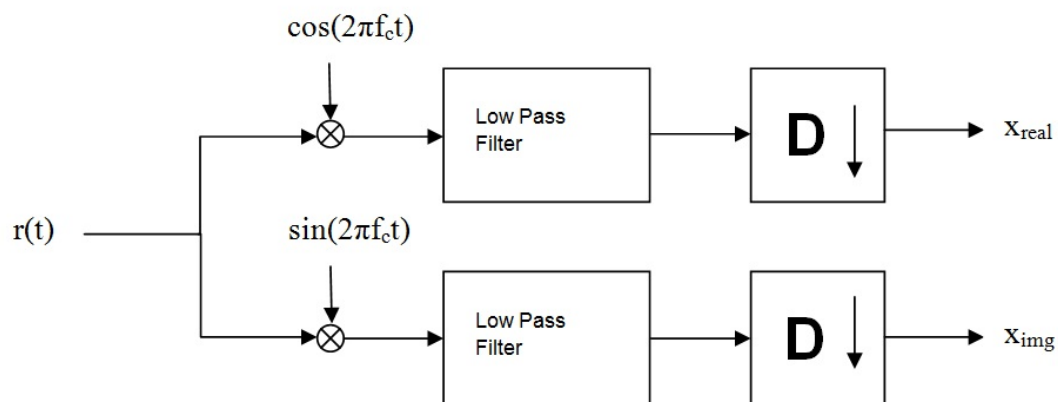 cos(2πf_ct)
Low Pass
Filter
D
x_real
r(t)
sin(2πf_ct)
Low Pass
Filter
D
x_img